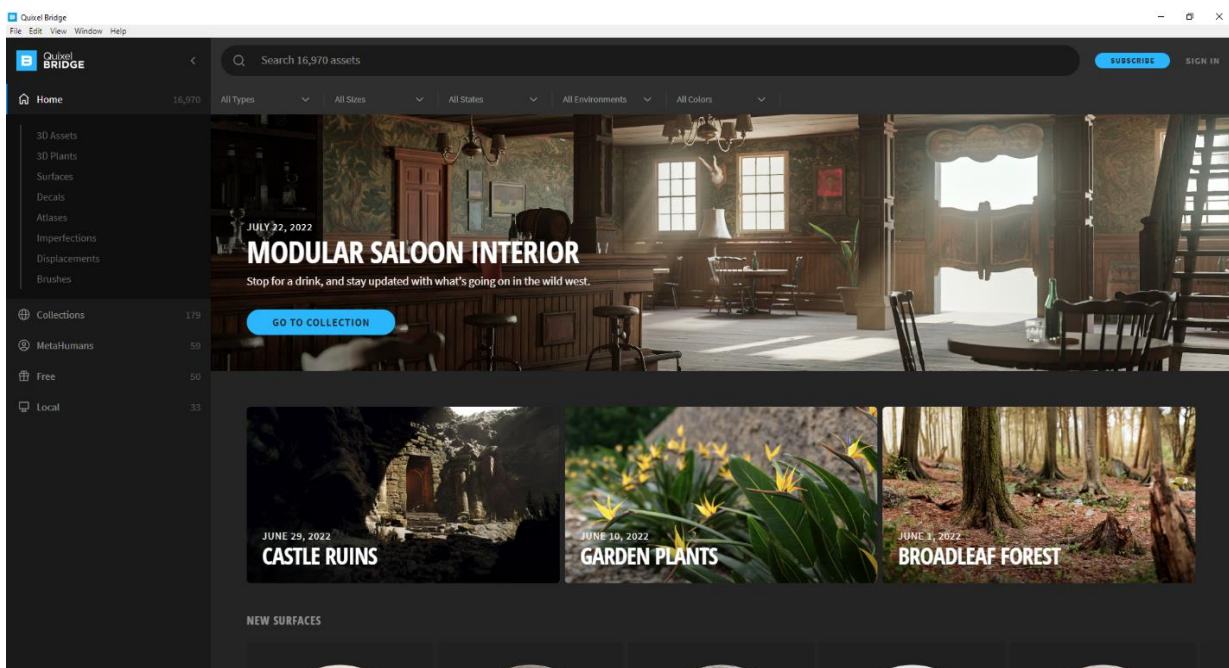 Quixel Bridge
File Edit View Window Help
Quixel
BRIDGE
Search 16,970 assets
SUBSCRIBE
SIGN IN
Home 16,970
All Types
All Sizes
All States
All Environments
All Colors
3D Assets
3D Plants
Surfaces
Decals
Atlases
Imperfections
Displacements
Brushes
Collections 179
MetaHumans 59
Free 50
Local 33
JULY 22, 2022
MODULAR SALOON INTERIOR
Stop for a drink, and stay updated with what's going on in the wild west.
GO TO COLLECTION
JUNE 29, 2022
CASTLE RUINS
JUNE 10, 2022
GARDEN PLANTS
JUNE 1, 2022
BROADLEAF FOREST
NEW SURFACES